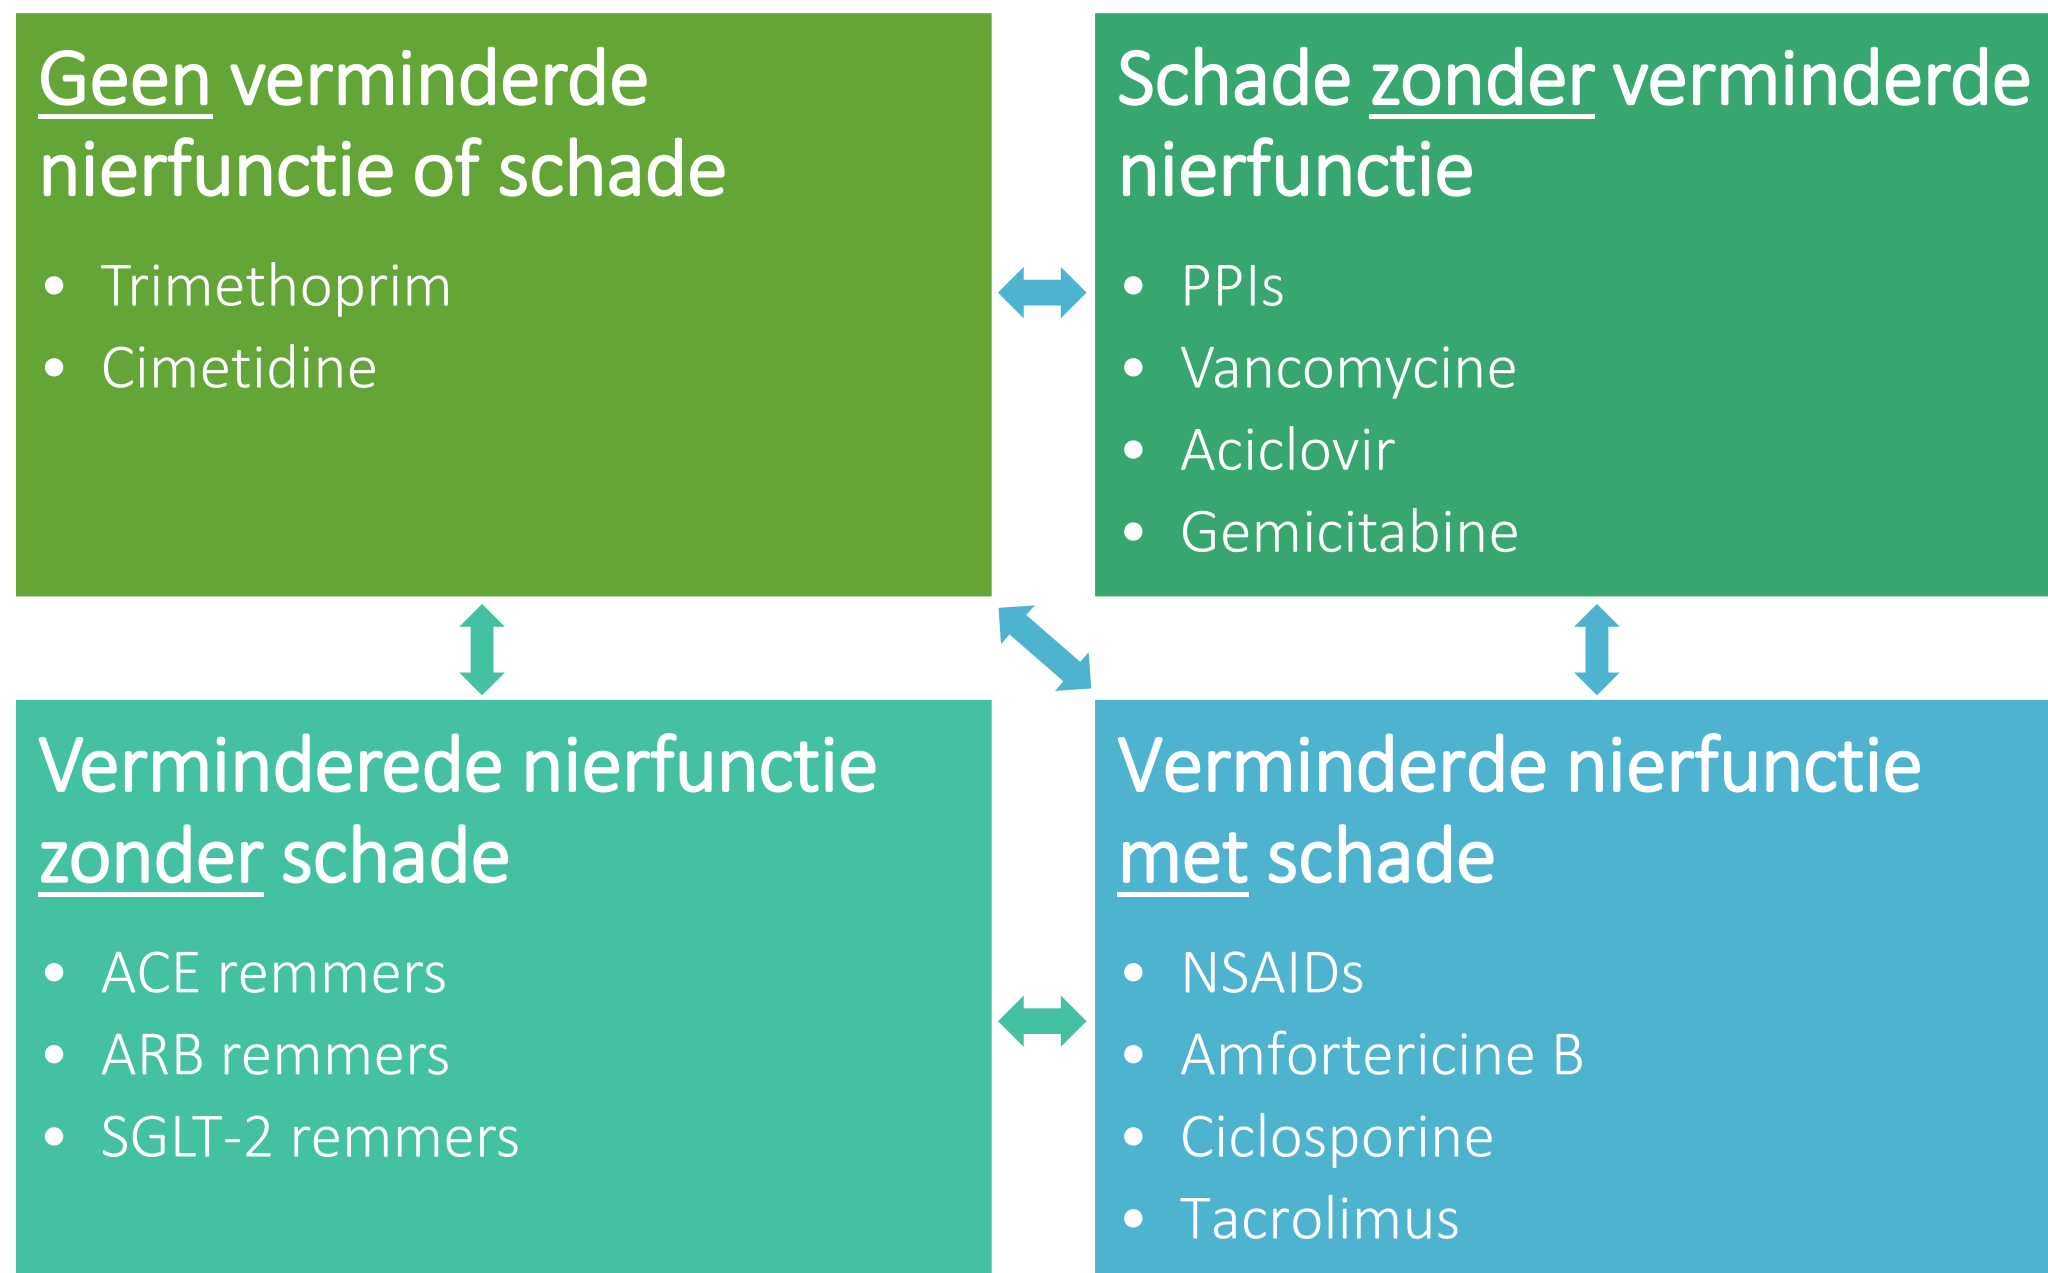 Geen verminderde
nierfunctie of schade
• Trimethoprim
• Cimetidine
Schade zonder verminderde
nierfunctie
• PPIs
• Vancomycine
• Aciclovir
• Gemicitabine
Verminderede nierfunctie
zonder schade
• ACE remmers
• ARB remmers
• SGLT-2 remmers
Verminderde nierfunctie
met schade
• NSAIDs
• Amfortericine B
• Ciclosporine
• Tacrolimus